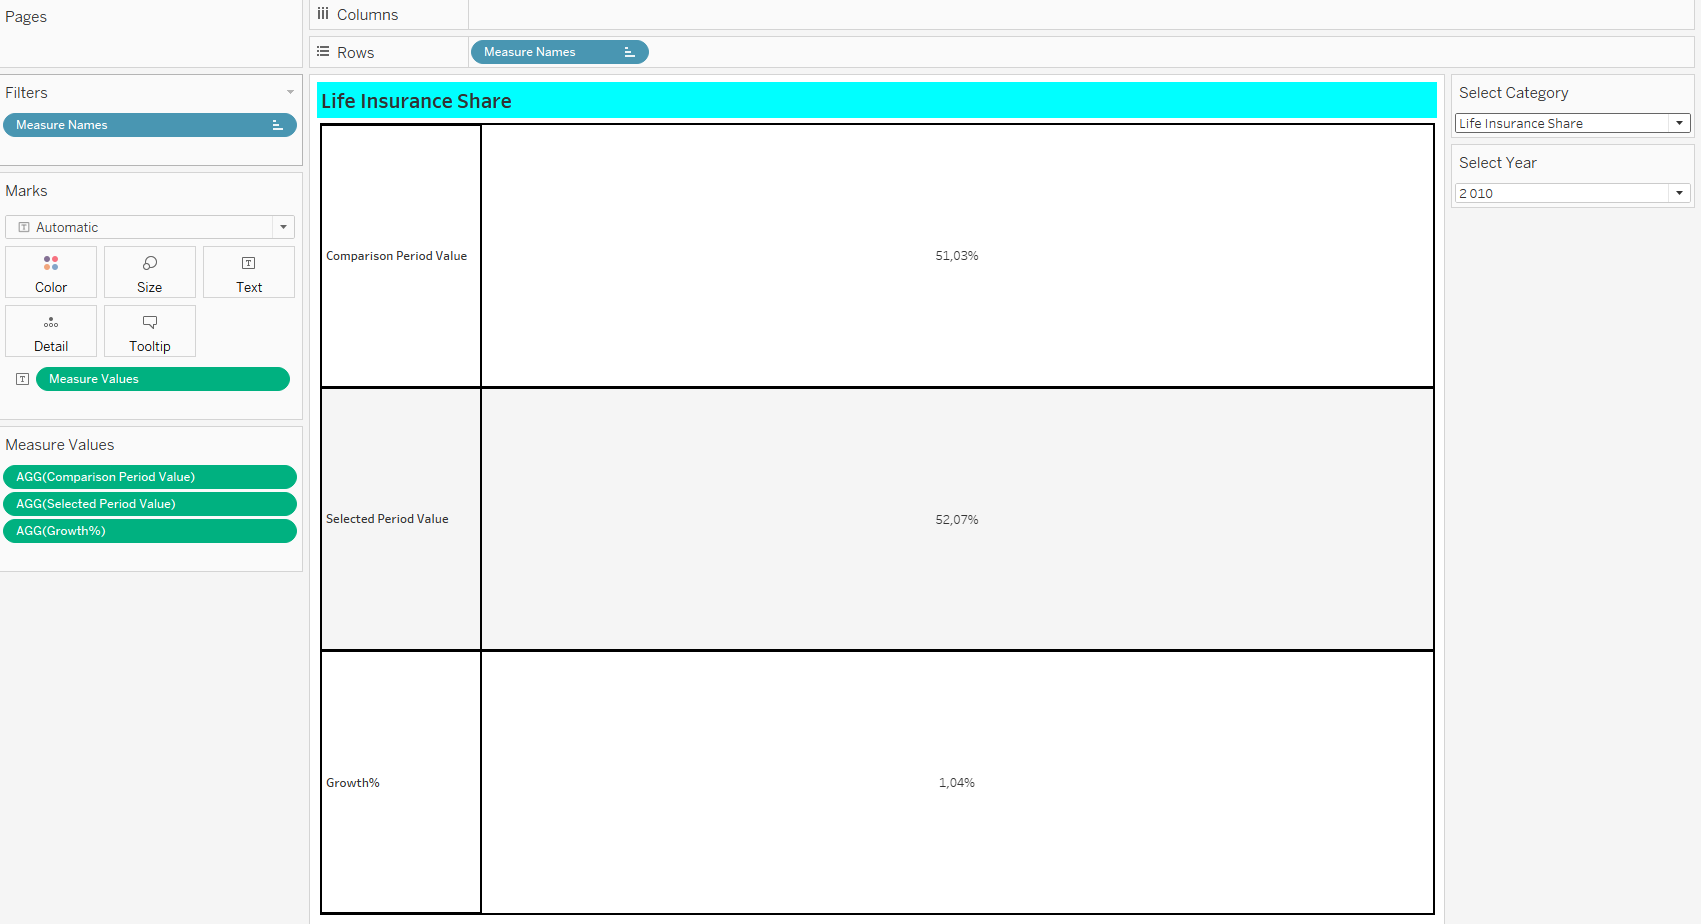 Pages
Columns
Rows
Measure Names
Filters
Measure Names
Marks
Automatic
Color
Size
Text
Detail
Tooltip
Measure Values
Measure Values
AGG(Comparison Period Value)
AGG(Selected Period Value)
AGG(Growth%)
Life Insurance Share
Comparison Period Value 51,03%
Selected Period Value 52,07%
Growth% 1,04%
Select Category
Life Insurance Share
Select Year
2 010